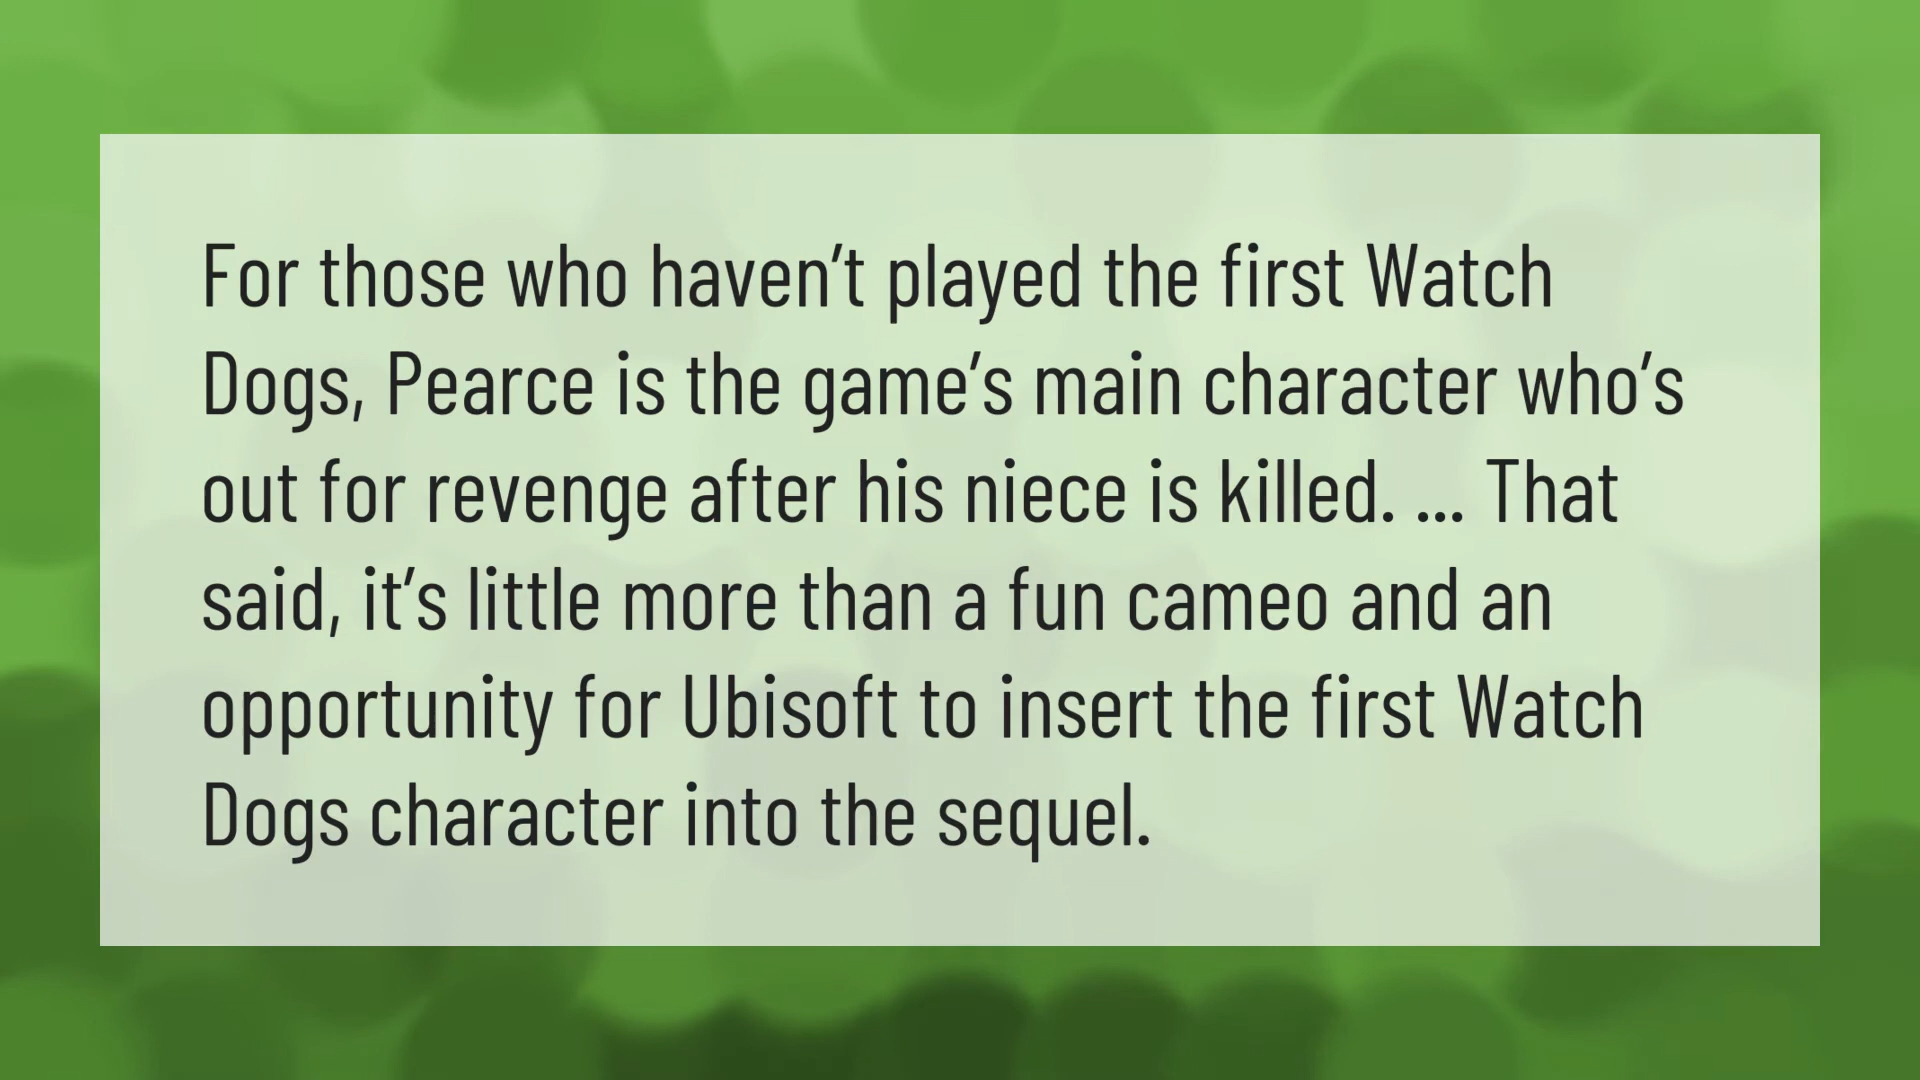 For those who haven’t played the first Watch
Dogs, Pearce is the game’s main character who’s
out for revenge after his niece is killed. ... That
said, it’s little more than a fun cameo and an
opportunity for Ubisoft to insert the first Watch
Dogs character into the sequel.